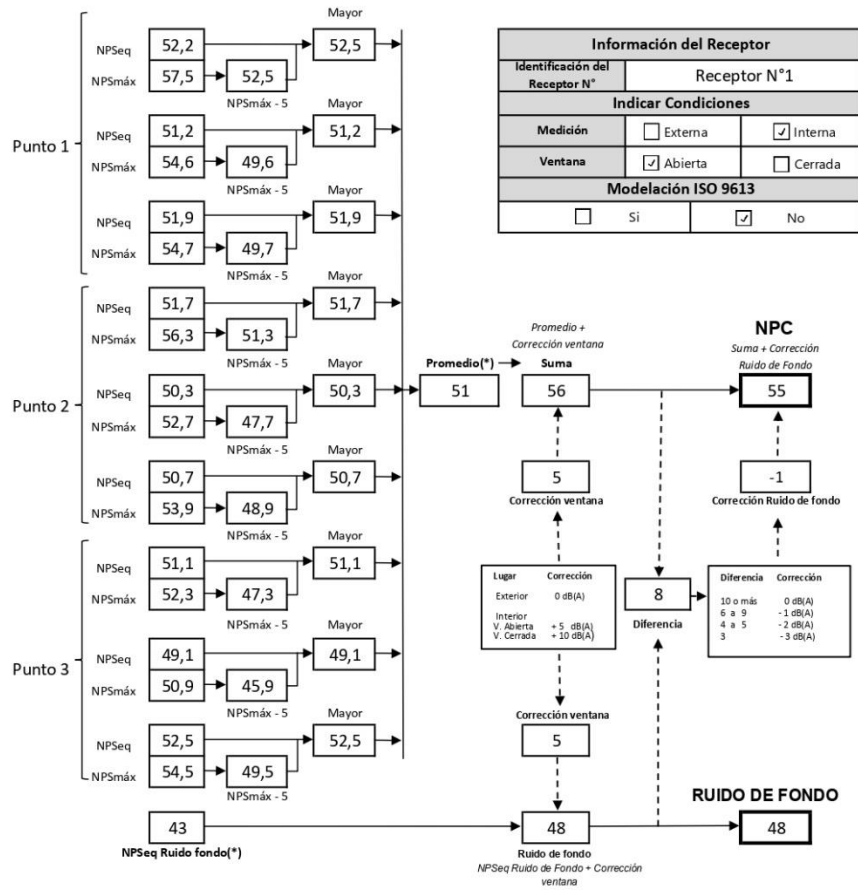 Punto 1
NPSeq 52,2 Mayor 52,5
NPSmáx 57,5 52,5
NPSmáx - 5
NPSeq 51,2 Mayor 51,2
NPSmáx 54,6 49,6
NPSmáx - 5
NPSeq 51,9 Mayor 51,9
NPSmáx 54,7 49,7
NPSmáx - 5
Punto 2
NPSeq 51,7 Mayor 51,7
NPSmáx 56,3 51,3
NPSmáx - 5
NPSeq 50,3 Mayor 50,3
NPSmáx 52,7 47,7
NPSmáx - 5
NPSeq 50,7 Mayor 50,7
NPSmáx 53,9 48,9
NPSmáx - 5
Punto 3
NPSeq 51,1 Mayor 51,1
NPSmáx 52,3 47,3
NPSmáx - 5
NPSeq 49,1 Mayor 49,1
NPSmáx 50,9 45,9
NPSmáx - 5
NPSeq 52,5 Mayor 52,5
NPSmáx 54,5 49,5
NPSmáx - 5
43
NPSeq Ruido fondo(*)
Información del Receptor
Identificación del
Receptor N° Receptor N°1
Indicar Condiciones
Medición Externa Interna
Ventana Abierta Cerrada
Modelación ISO 9613
Si No
Promedio(*)
51
Promedio +
Corrección ventana
Suma
56
NPC
Suma + Corrección
Ruido de Fondo
55
5
Corrección ventana
-1
Corrección Ruido de fondo
Lugar Corrección
Exterior 0 dB(A)
Interior
V. Abierta + 5 dB(A)
V. Cerrada + 10 dB(A)
8
Diferencia
Diferencia Corrección
10 o más 0 dB(A)
6 a 9 - 1 dB(A)
4 a 5 - 2 dB(A)
3 - 3 dB(A)
Corrección ventana
5
48
Ruido de fondo
NPSeq Ruido de Fondo + Corrección
ventana
RUIDO DE FONDO
48